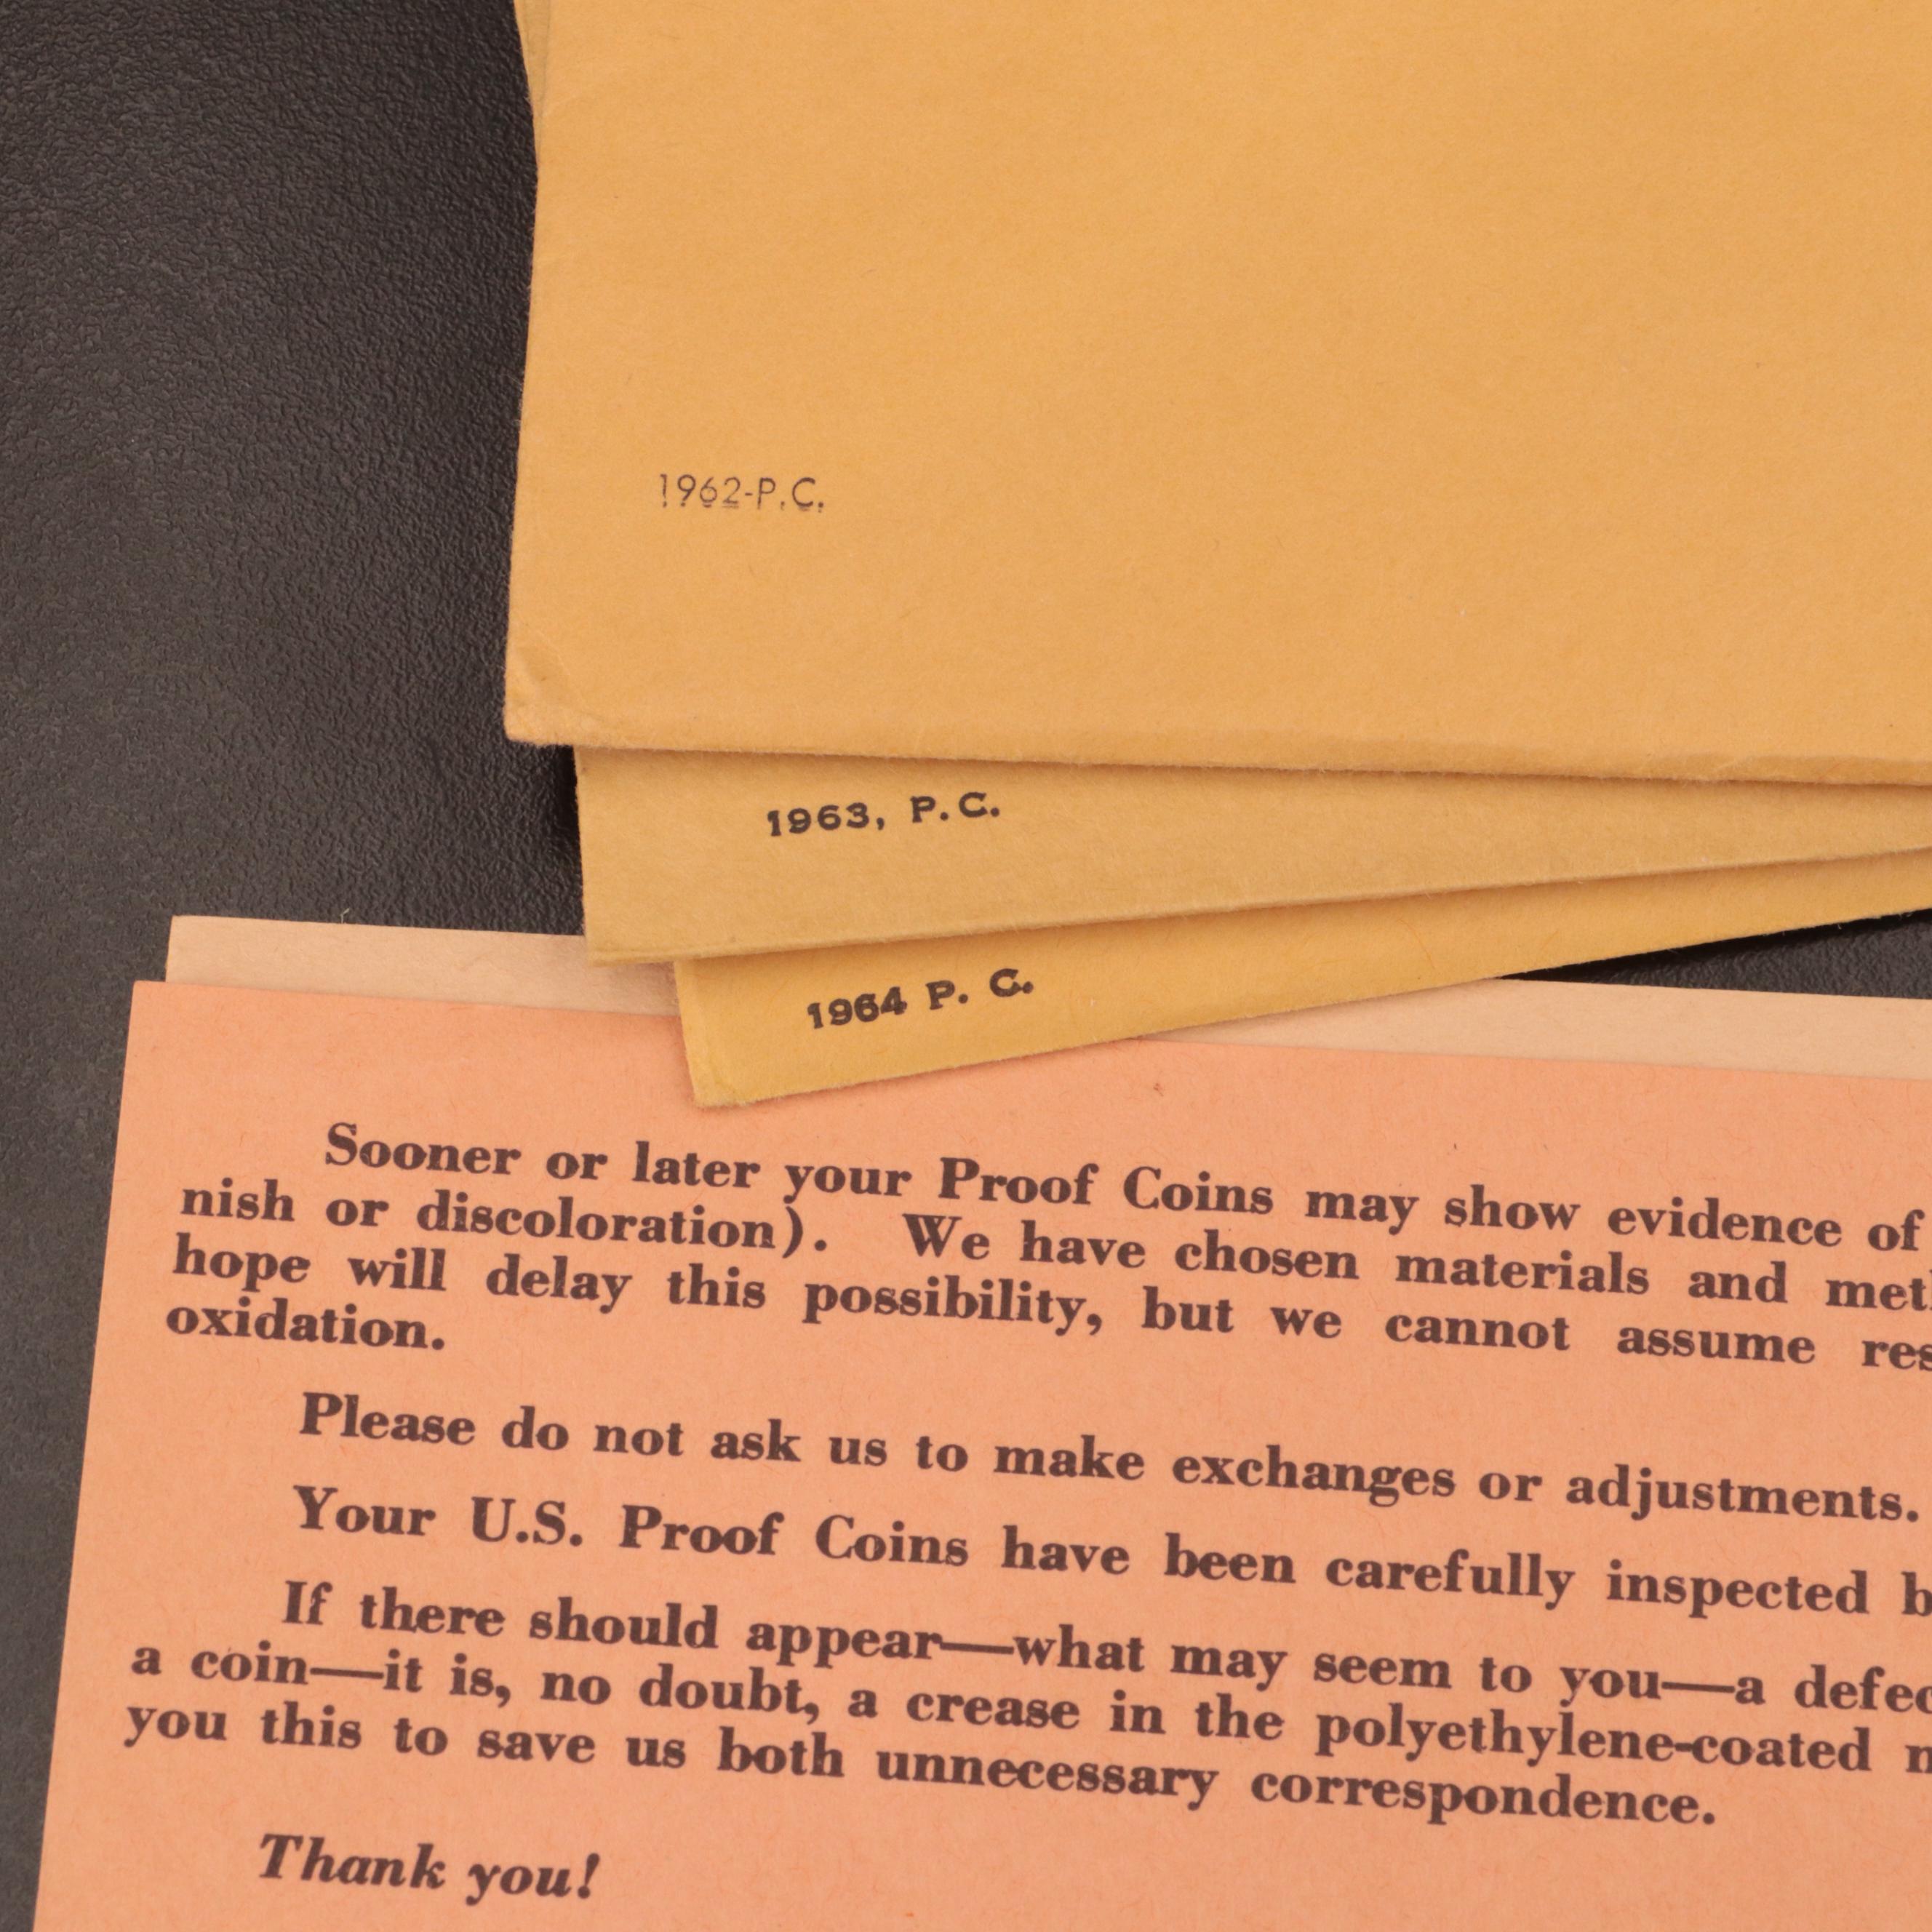 1962-P.C.
1963, P.C.
1964 P. C.
Sooner or later your Proof Coins may show evidence of
nish or discoloration). We have chosen materials and
hope will delay this possibility, but we cannot assume
oxidation.
Please do not ask us to make exchanges or adjustments.
Your U.S. Proof Coins have been carefully inspected
If there should appear—what may seem to you—a
a coin—it is, no doubt, a crease in the polyethylene-coated
you this to save us both unnecessary correspondence.
Thank you!